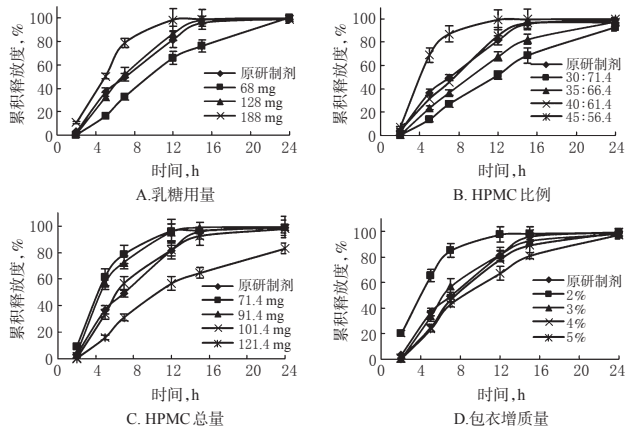 100
80
60
40
20
0
累积释放度, %
0 4 8 12 16 20 24
时间, h
原研制剂
68 mg
128 mg
188 mg
A.乳糖用量
100
80
60
40
20
0
累积释放度, %
0 4 8 12 16 20 24
时间, h
原研制剂
30∶71.4
35∶66.4
40∶61.4
45∶56.4
B. HPMC比例
100
80
60
40
20
0
累积释放度, %
0 4 8 12 16 20 24
时间, h
原研制剂
71.4 mg
91.4 mg
101.4 mg
121.4 mg
C. HPMC总量
100
80
60
40
20
0
累积释放度, %
0 4 8 12 16 20 24
时间, h
原研制剂
2%
3%
4%
5%
D.包衣增质量